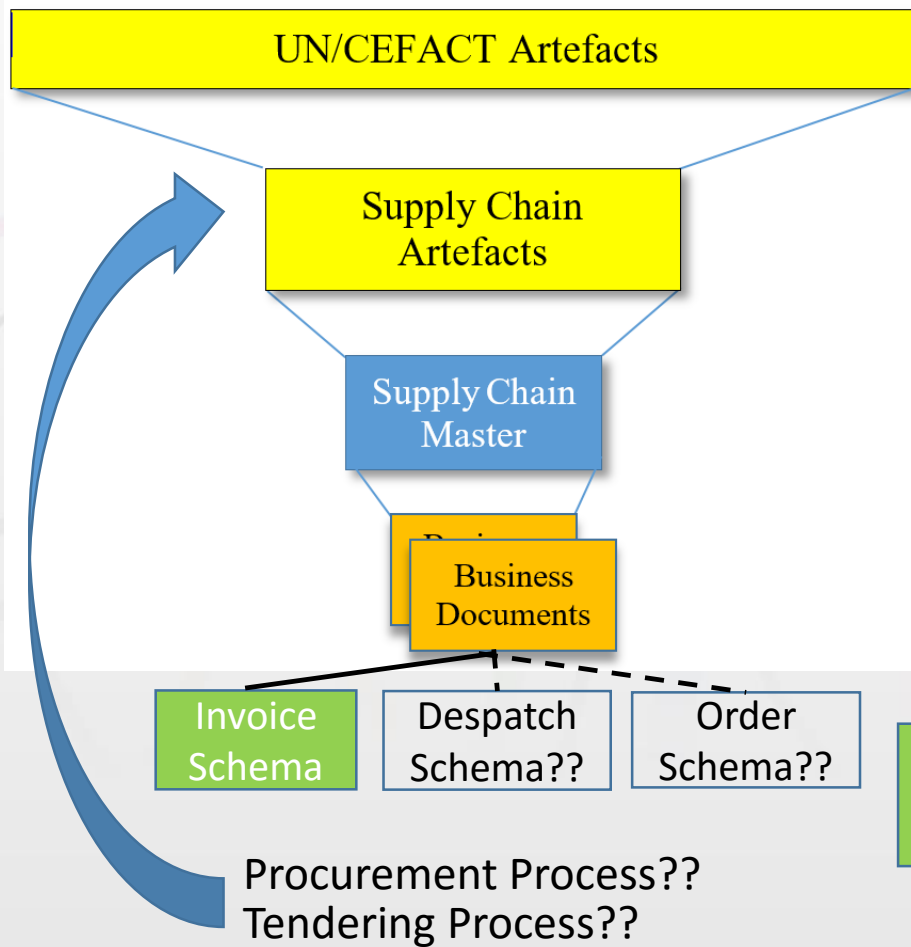 UN/CEFACT Artefacts
Supply Chain
Artefacts
Supply Chain
Master
Business
Documents
Invoice
Schema
Despatch
Schema??
Order
Schema??
Procurement Process??
Tendering Process??